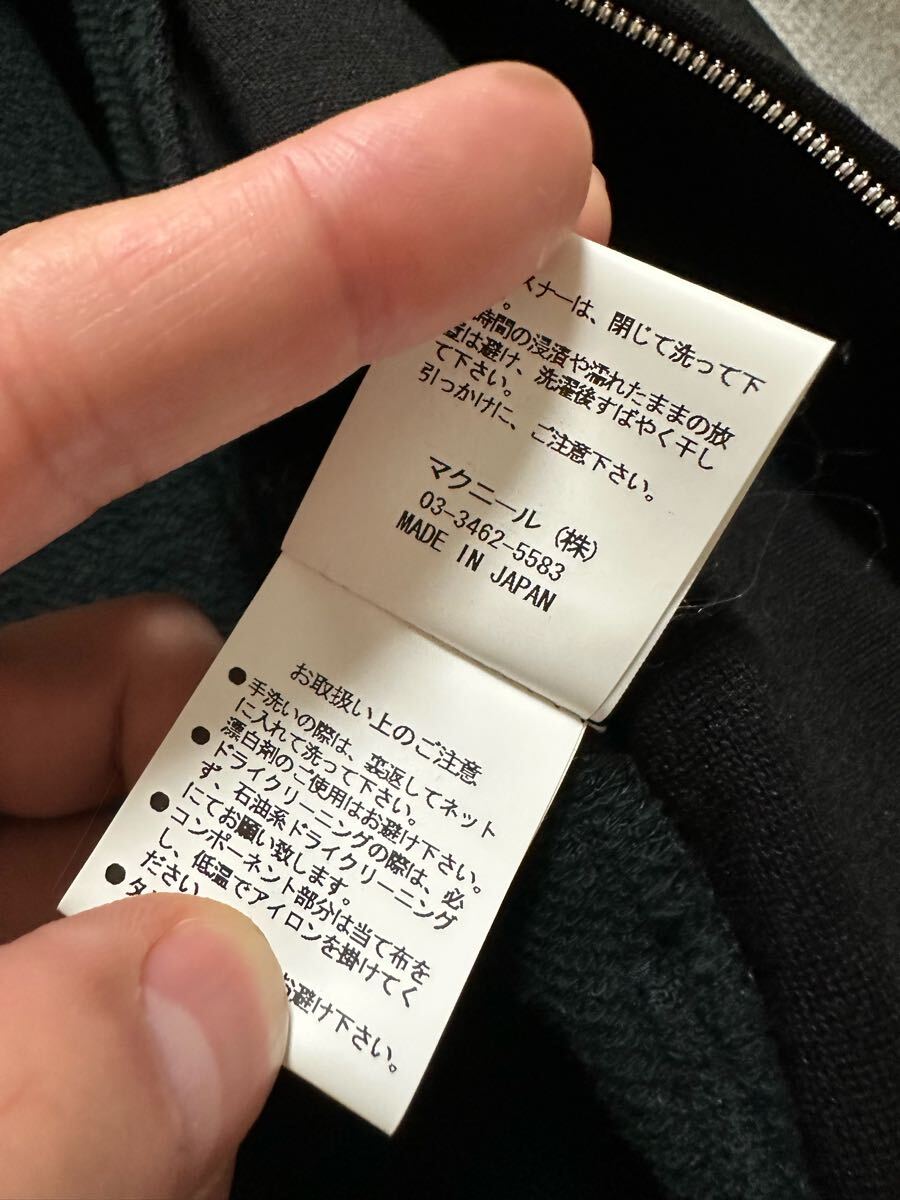 スナーは、閉じて洗って下
。
時間の浸漬や濡れたままの放
置は避け、洗濯後すばやく干し
て下さい。
引っかけに、ご注意下さい。
マクニール (株)
03-3462-5583
MADE IN JAPAN
お取扱い上のご注意
●手洗いの際は、裏返してネット
に入れて洗って下さい。
●漂白剤のご使用はお避け下さい。
ドライクリーニングの際は、必
ず、石油系ドライクリーニング
にてお願い致します。
●コンポーネント部分は当て布を
し、低温でアイロンを掛けてく
ださい
●タン
お避け下さい。